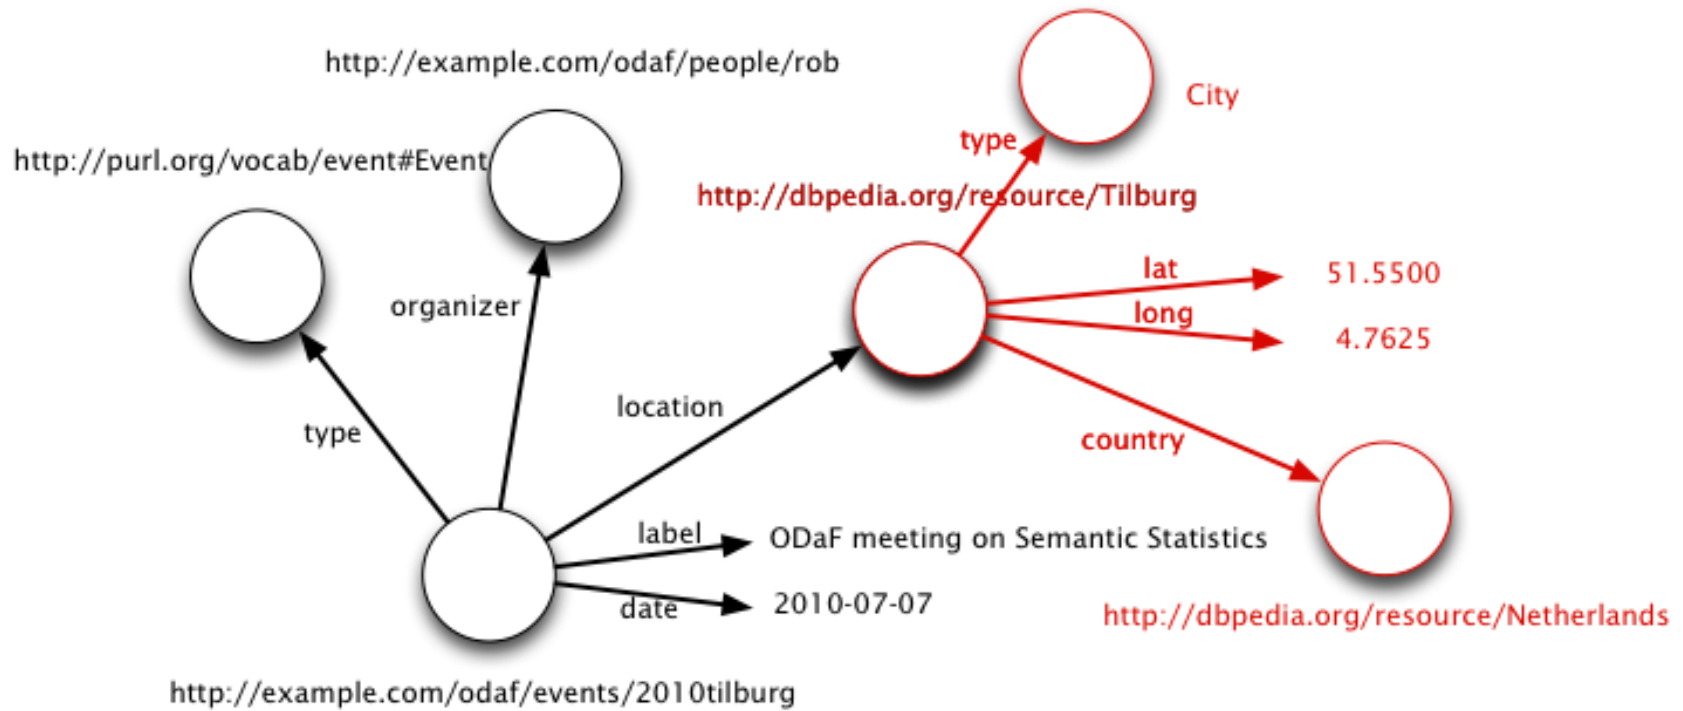 http://example.com/odaf/people/rob
City
type
http://purl.org/vocab/event#Event
http://dbpedia.org/resource/Tilburg
lat
51.5500
organizer
long
4.7625
location
type
country
label
ODaF meeting on Semantic Statistics
date
2010-07-07
http://dbpedia.org/resource/Netherlands
http://example.com/odaf/events/2010tilburg